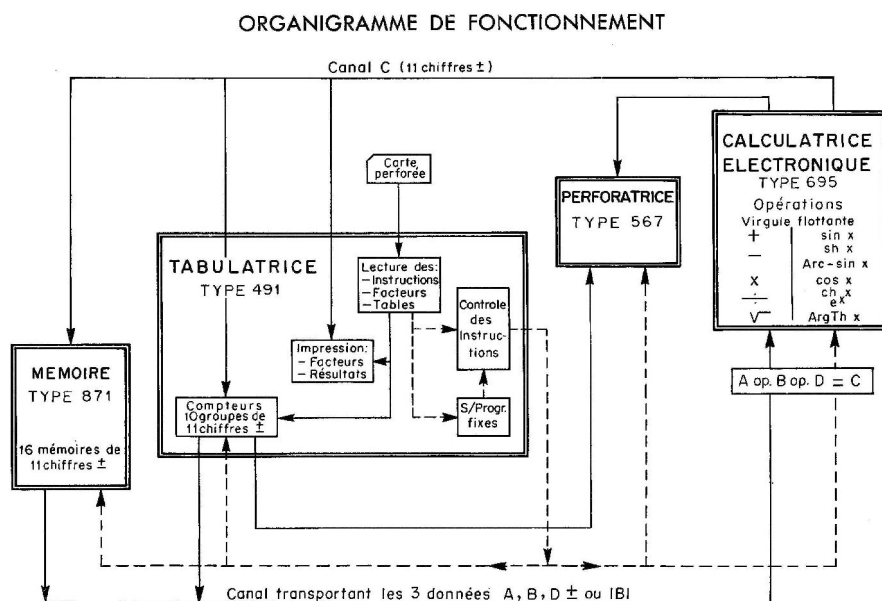 ORGANIGRAMME DE FONCTIONNEMENT
Canal C (11 chiffres ±)
Carte
perforée
CALCULATRICE
ELECTRONIQUE
TYPE 695
Opérations
Virgule flottante
+ sin x
sh x
− Arc-sin x
x cos x
ch x
÷ e^x
√ ArgTh x
PERFORATRICE
TYPE 567
TABULATRICE
TYPE 491
Lecture des:
−Instructions
−Facteurs
−Tables
Controle
des
Instruc-
tions
Impression:
− Facteurs
− Résultats
MEMOIRE
TYPE 871
16 mémoires de
11 chiffres ±
Compteurs
10 groupes de
11 chiffres ±
S/Progr.
fixes
A op. B op. D = C
Canal transportant les 3 données A, B, D ± ou |B|